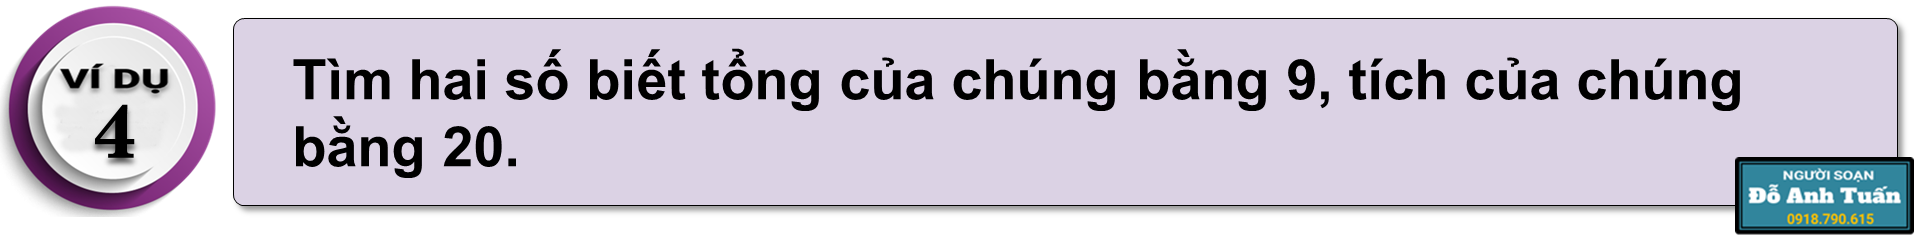 VÍ DỤ
4
Tìm hai số biết tổng của chúng bằng 9, tích của chúng
bằng 20.
NGƯỜI SOẠN
Đỗ Anh Tuấn
0918.790.615